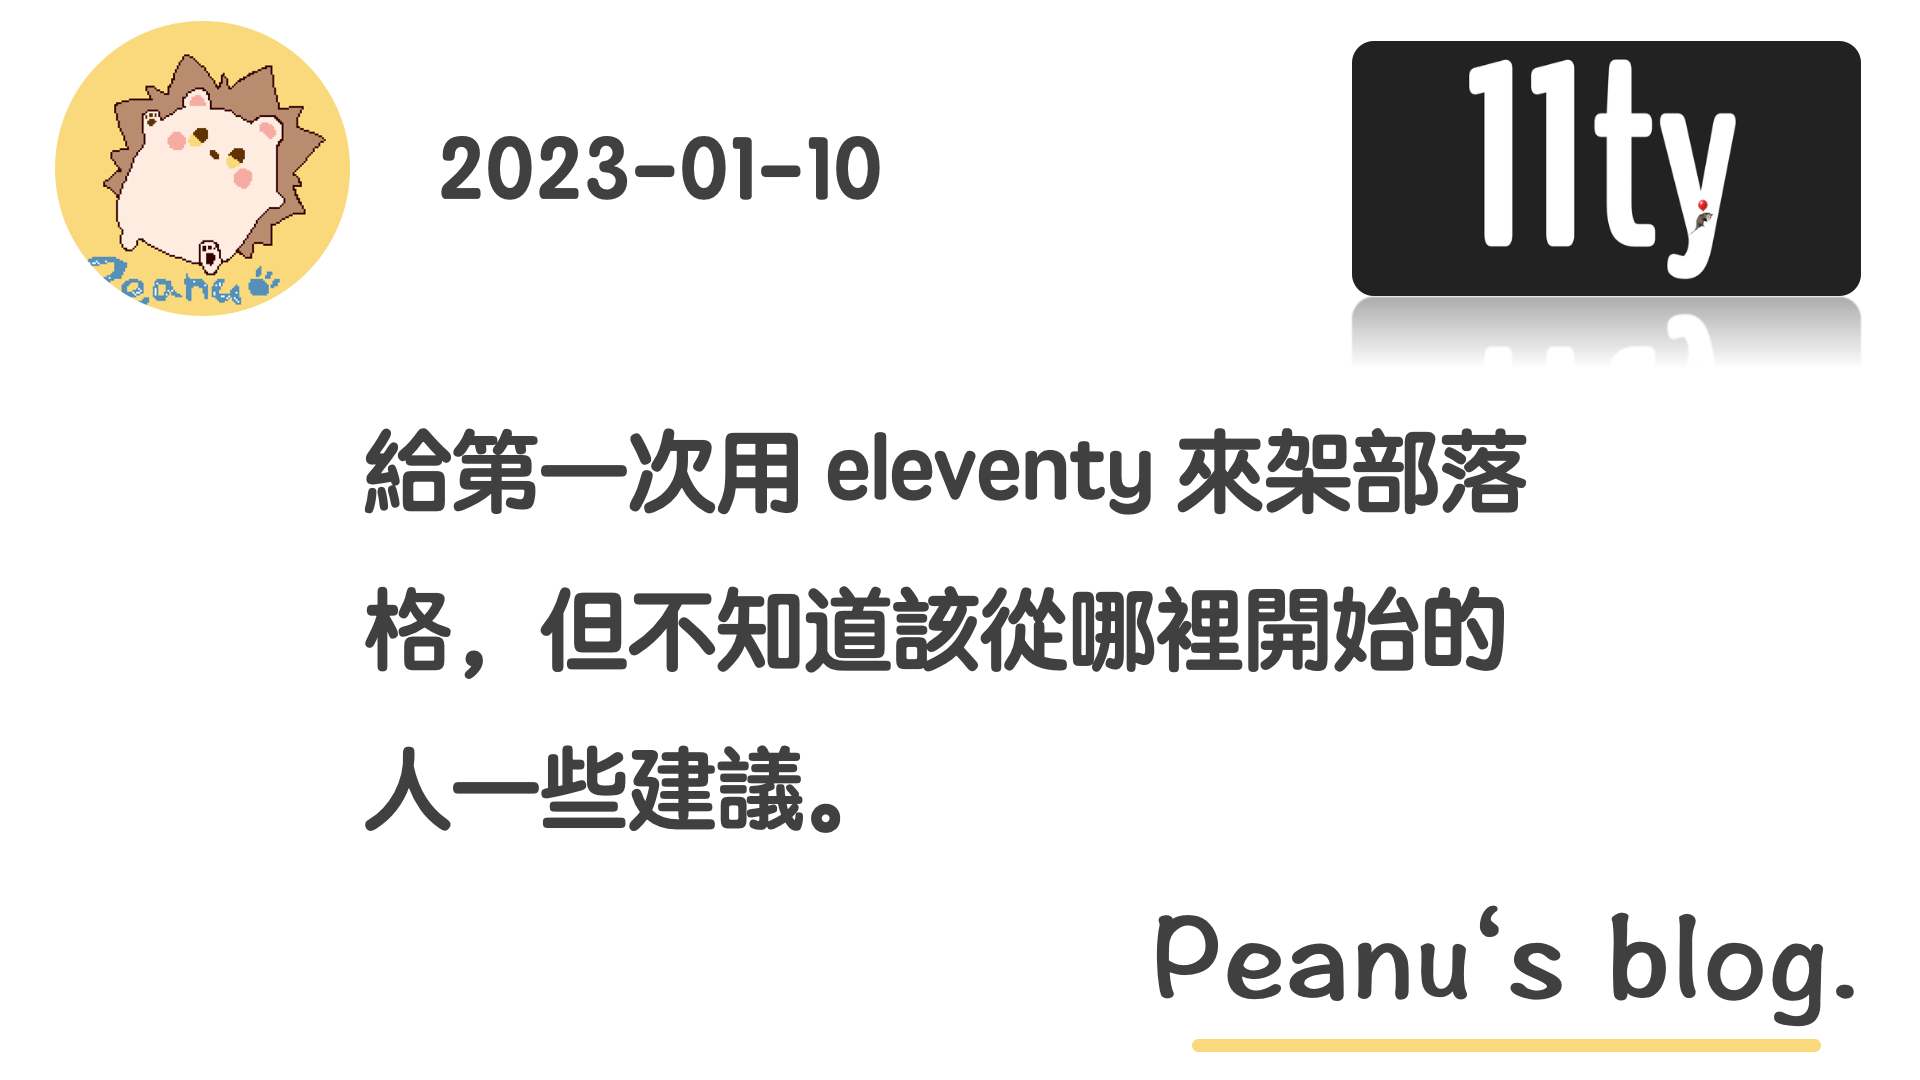 Peanu
2023-01-10
11ty
給第一次用 eleventy 來架部落
格，但不知道該從哪裡開始的
人一些建議。
Peanu‘s blog.